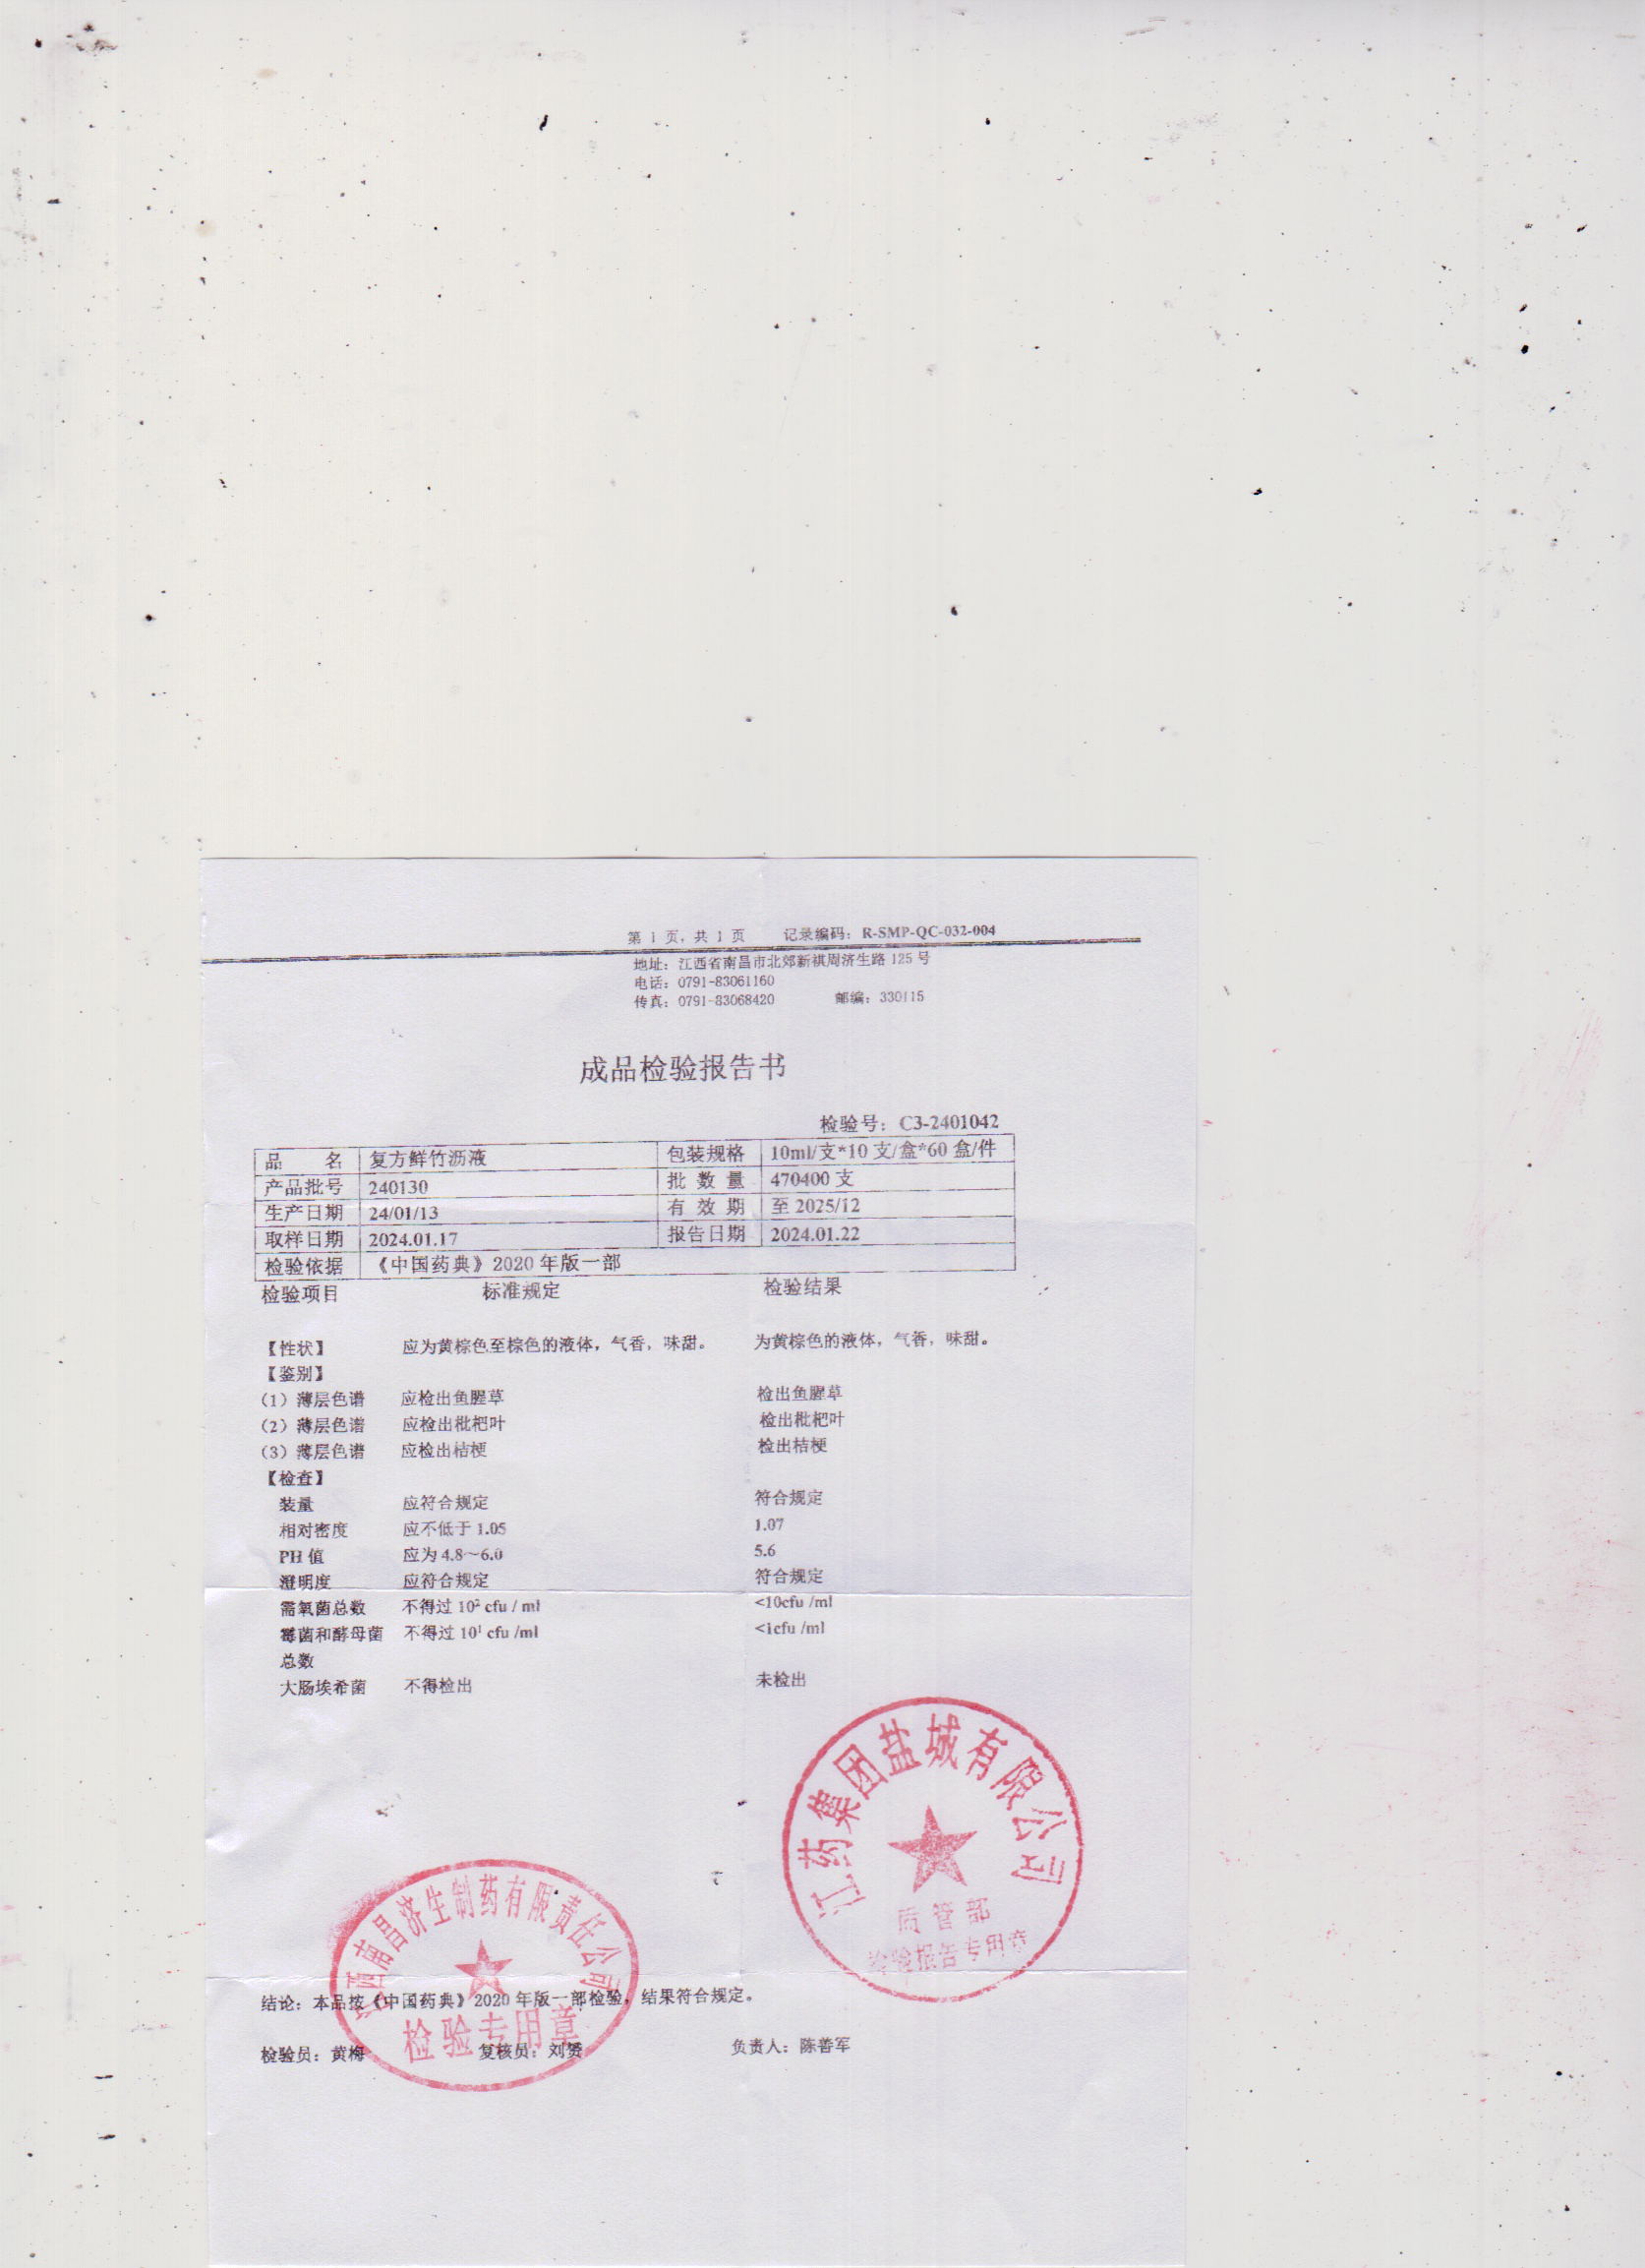 第 1 页，共 1 页 记录编码：R-SMP-QC-032-004
地址：江西省南昌市北郊新祺周济生路 125 号
电话：0791-83061160
传真：0791-83068420 邮编：330115
成品检验报告书
检验号：C3-2401042
品 名 复方鲜竹沥液 包装规格 10ml/支*10 支/盒*60 盒/件
产品批号 240130 批 数 量 470400 支
生产日期 24/01/13 有 效 期 至 2025/12
取样日期 2024.01.17 报告日期 2024.01.22
检验依据 《中国药典》2020 年版一部
检验项目 标准规定 检验结果
【性状】 应为黄棕色至棕色的液体，气香，味甜。 为黄棕色的液体，气香，味甜。
【鉴别】
（1）薄层色谱 应检出鱼腥草 检出鱼腥草
（2）薄层色谱 应检出枇杷叶 检出枇杷叶
（3）薄层色谱 应检出桔梗 检出桔梗
【检查】
装量 应符合规定 符合规定
相对密度 应不低于 1.05 1.07
PH 值 应为 4.8～6.0 5.6
澄明度 应符合规定 符合规定
需氧菌总数 不得过 10² cfu / ml <10cfu /ml
霉菌和酵母菌 不得过 10¹ cfu /ml <1cfu /ml
总数
大肠埃希菌 不得检出 未检出
江药集团盐城有限公司
质管部
检验报告专用章
江西南昌济生制药有限责任公司
检验专用章
结论：本品按《中国药典》2020 年版一部检验，结果符合规定。
检验员：黄梅 复核员：刘赟 负责人：陈善军